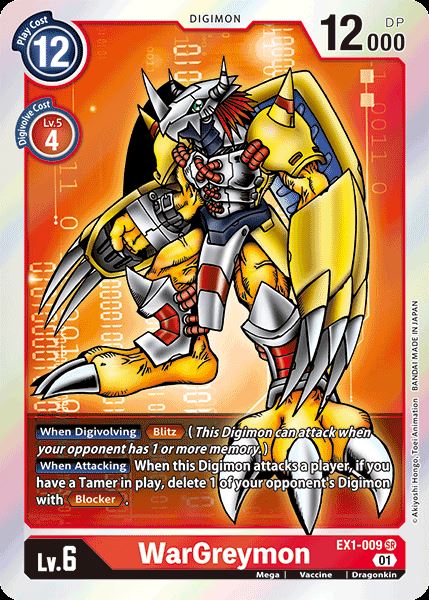 Play Cost
12
DIGIMON
12000
DP
Digivolve Cost
Lv.5
4
When Digivolving Blitz (This Digimon can attack when
your opponent has 1 or more memory.)
When Attacking When this Digimon attacks a player, if you
have a Tamer in play, delete 1 of your opponent's Digimon
with Blocker .
©Akiyoshi Hongo, Toei Animation BANDAI MADE IN JAPAN
Lv.6
WarGreymon
EX1-009 SR
01
Mega | Vaccine | Dragonkin